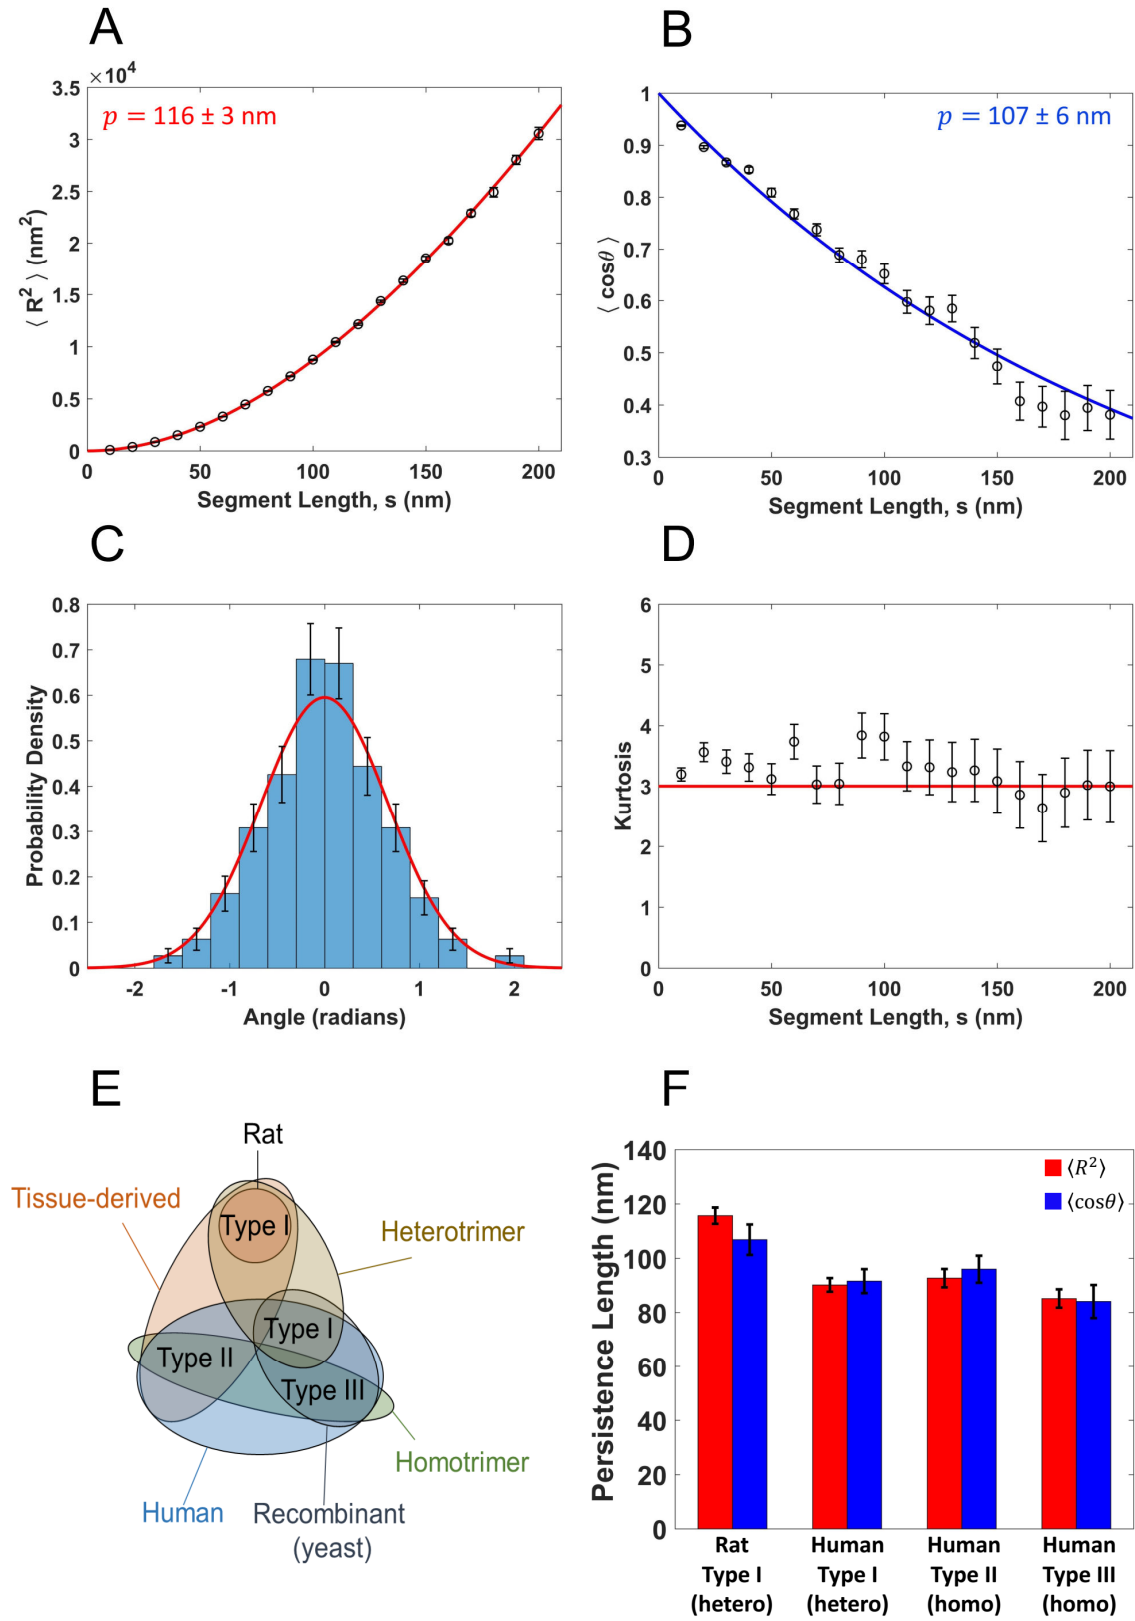 A
×10⁴
3.5
3
2.5
2
1.5
1
0.5
0
p = 116 ± 3 nm
⟨ R² ⟩ (nm²)
0 50 100 150 200
Segment Length, s (nm)
B
1
0.9
0.8
0.7
0.6
0.5
0.4
0.3
p = 107 ± 6 nm
⟨ cosθ ⟩
0 50 100 150 200
Segment Length, s (nm)
C
0.8
0.7
0.6
0.5
0.4
0.3
0.2
0.1
0
Probability Density
-2 -1 0 1 2
Angle (radians)
D
6
5
4
3
2
1
0
Kurtosis
0 50 100 150 200
Segment Length, s (nm)
E
Rat
Tissue-derived
Type I
Heterotrimer
Type I
Type II
Type III
Homotrimer
Human
Recombinant
(yeast)
F
140
120
100
80
60
40
20
0
Persistence Length (nm)
⟨R²⟩
⟨cosθ⟩
Rat
Type I
(hetero)
Human
Type I
(hetero)
Human
Type II
(homo)
Human
Type III
(homo)